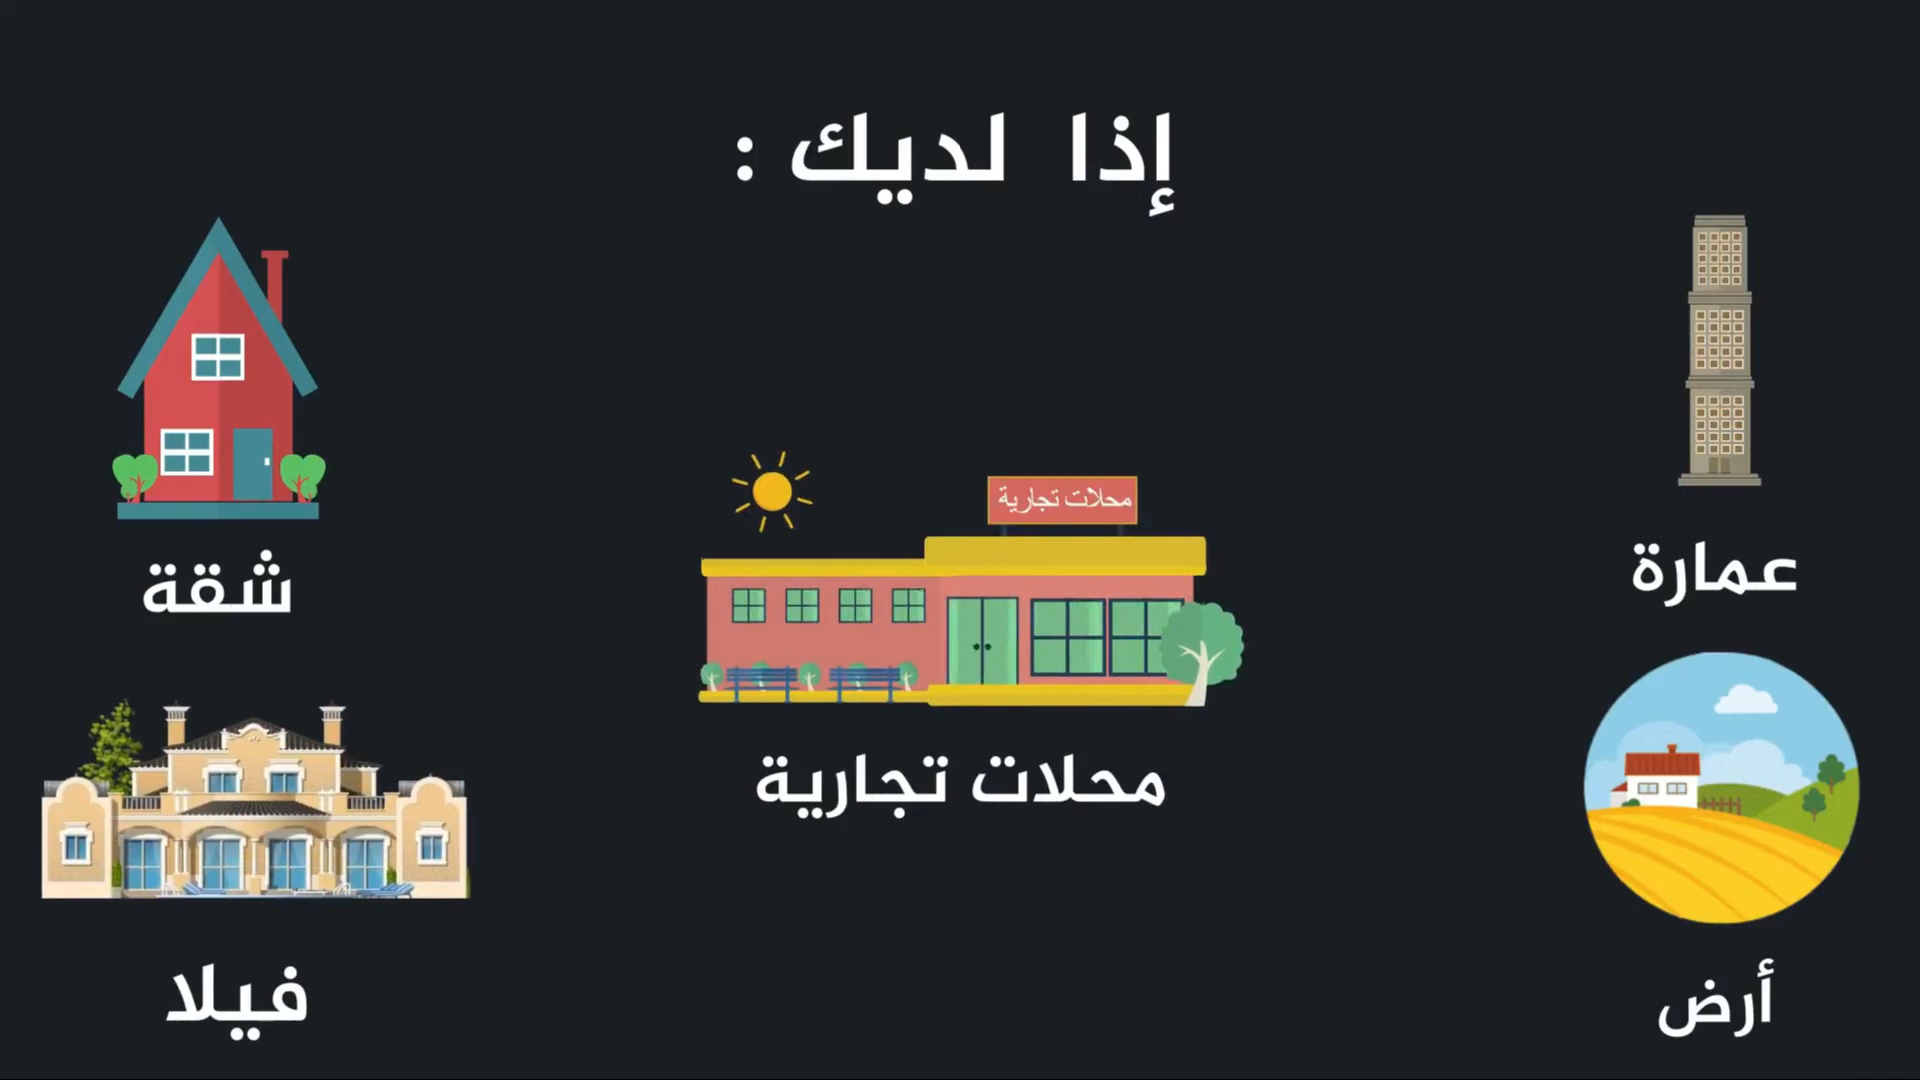 إذا لديك :
عمارة
شقة
محلات تجارية
محلات تجارية
أرض
فيلا